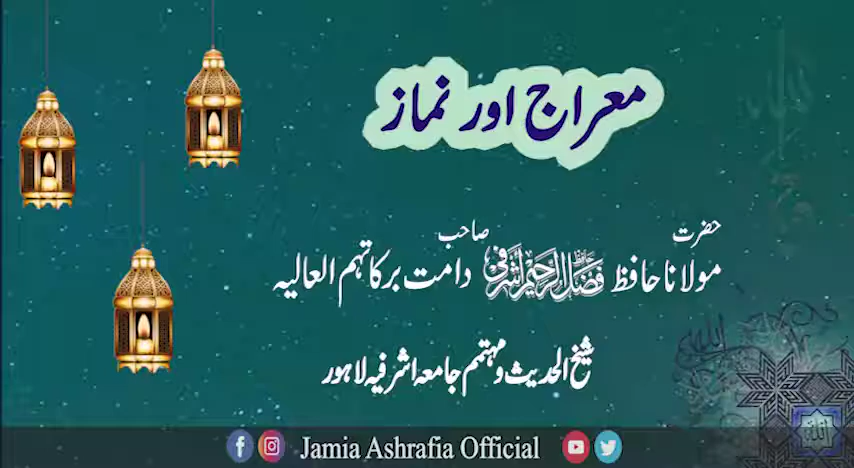 معراج اور نماز
حضرت مولانا حافظ فضل الرحیم اشرفی صاحب دامت برکاتہم العالیہ
شیخ الحدیث و مہتمم جامعہ اشرفیہ لاہور
Jamia Ashrafia Official
الله